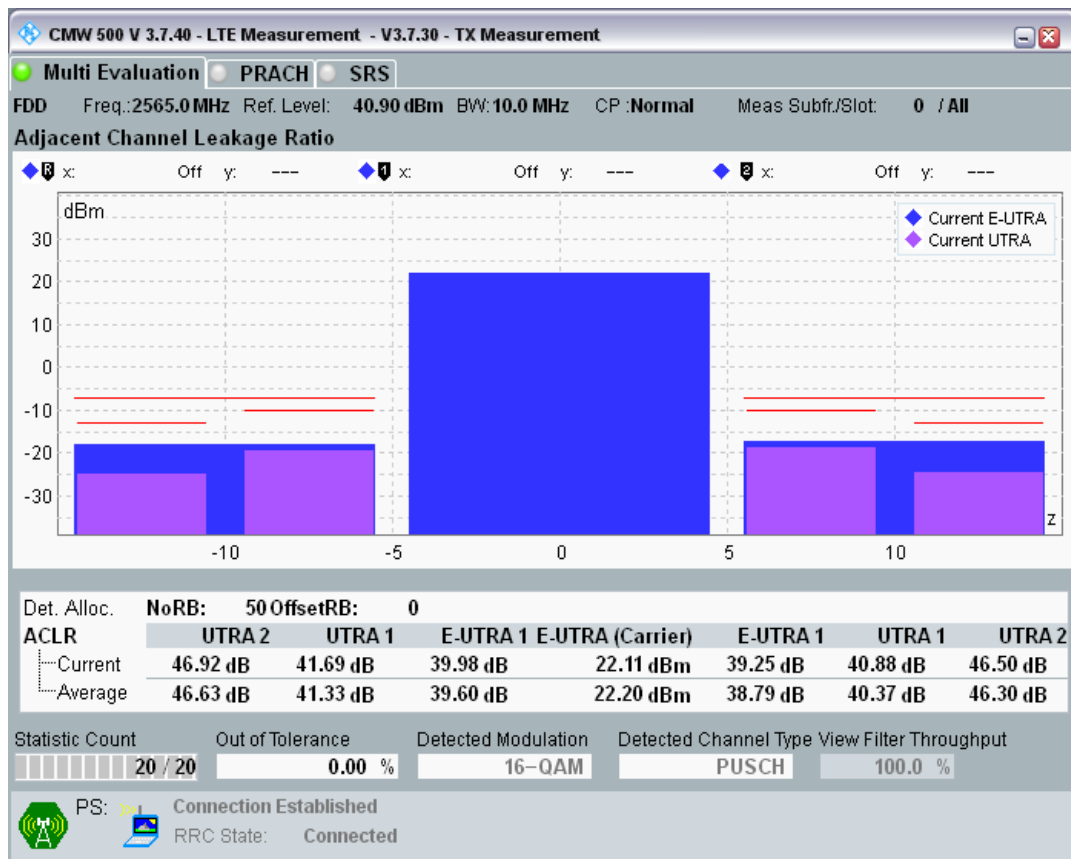 CMW 500 V 3.7.40 - LTE Measurement - V3.7.30 - TX Measurement
Multi Evaluation PRACH SRS
FDD Freq.:2565.0 MHz Ref. Level: 40.90 dBm BW: 10.0 MHz CP :Normal Meas Subfr./Slot: 0 / All
Adjacent Channel Leakage Ratio
R x: Off y: --- 1 x: Off y: --- 2 x: Off y: ---
dBm
Current E-UTRA
Current UTRA
30
20
10
0
-10
-20
-30
z
-10 -5 0 5 10
Det. Alloc. NoRB: 50 OffsetRB: 0
ACLR UTRA 2 UTRA 1 E-UTRA 1 E-UTRA (Carrier) E-UTRA 1 UTRA 1 UTRA 2
Current 46.92 dB 41.69 dB 39.98 dB 22.11 dBm 39.25 dB 40.88 dB 46.50 dB
Average 46.63 dB 41.33 dB 39.60 dB 22.20 dBm 38.79 dB 40.37 dB 46.30 dB
Statistic Count Out of Tolerance Detected Modulation Detected Channel Type View Filter Throughput
20 / 20 0.00 % 16-QAM PUSCH 100.0 %
PS: Connection Established
RRC State: Connected